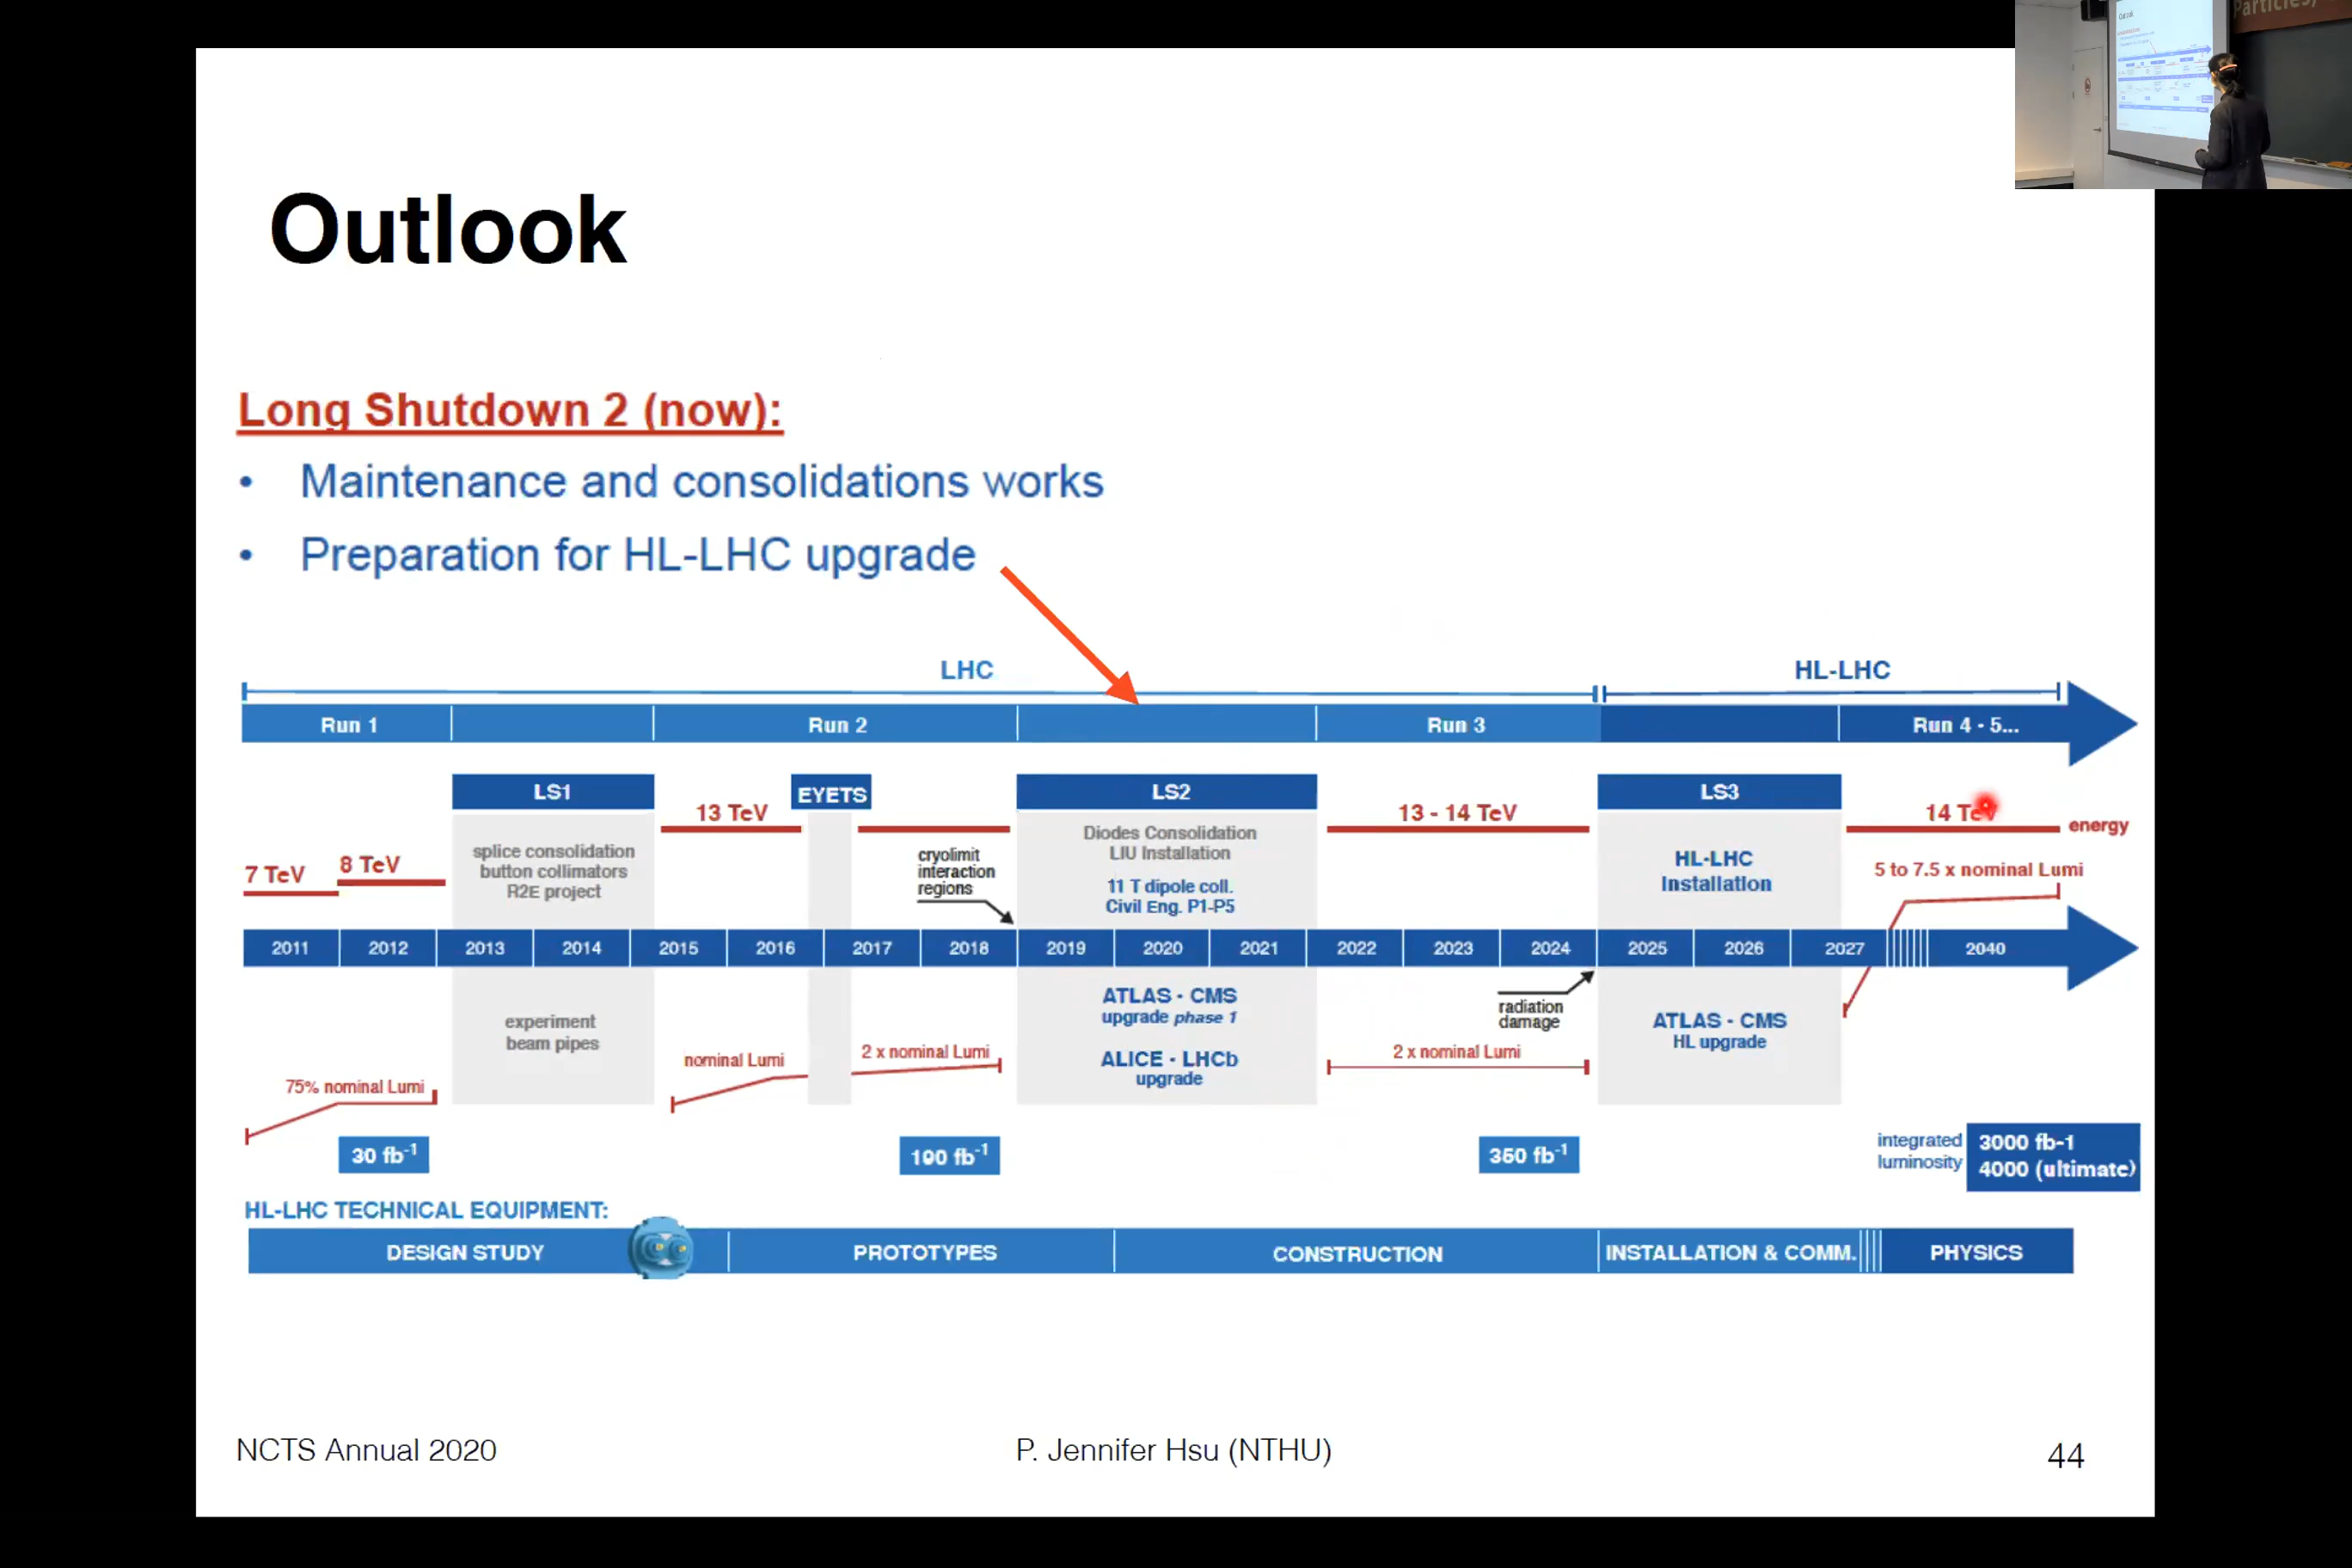 Particles,
Outlook
Long Shutdown 2 (now):
• Maintenance and consolidations works
• Preparation for HL-LHC upgrade
LHC
HL-LHC
Run 1
Run 2
Run 3
Run 4 - 5...
LS1
EYETS
LS2
LS3
7 TeV
8 TeV
13 TeV
13 - 14 TeV
14 TeV
energy
splice consolidation
button collimators
R2E project
cryolimit
interaction
regions
Diodes Consolidation
LIU Installation
11 T dipole coll.
Civil Eng. P1-P5
HL-LHC
Installation
5 to 7.5 x nominal Lumi
2011 2012 2013 2014 2015 2016 2017 2018 2019 2020 2021 2022 2023 2024 2025 2026 2027 2040
experiment
beam pipes
ATLAS - CMS
upgrade phase 1
ALICE - LHCb
upgrade
radiation
damage
ATLAS - CMS
HL upgrade
75% nominal Lumi
nominal Lumi
2 x nominal Lumi
2 x nominal Lumi
30 fb-1
190 fb-1
350 fb-1
integrated
luminosity
3000 fb-1
4000 (ultimate)
HL-LHC TECHNICAL EQUIPMENT:
DESIGN STUDY
PROTOTYPES
CONSTRUCTION
INSTALLATION & COMM.
PHYSICS
NCTS Annual 2020
P. Jennifer Hsu (NTHU)
44